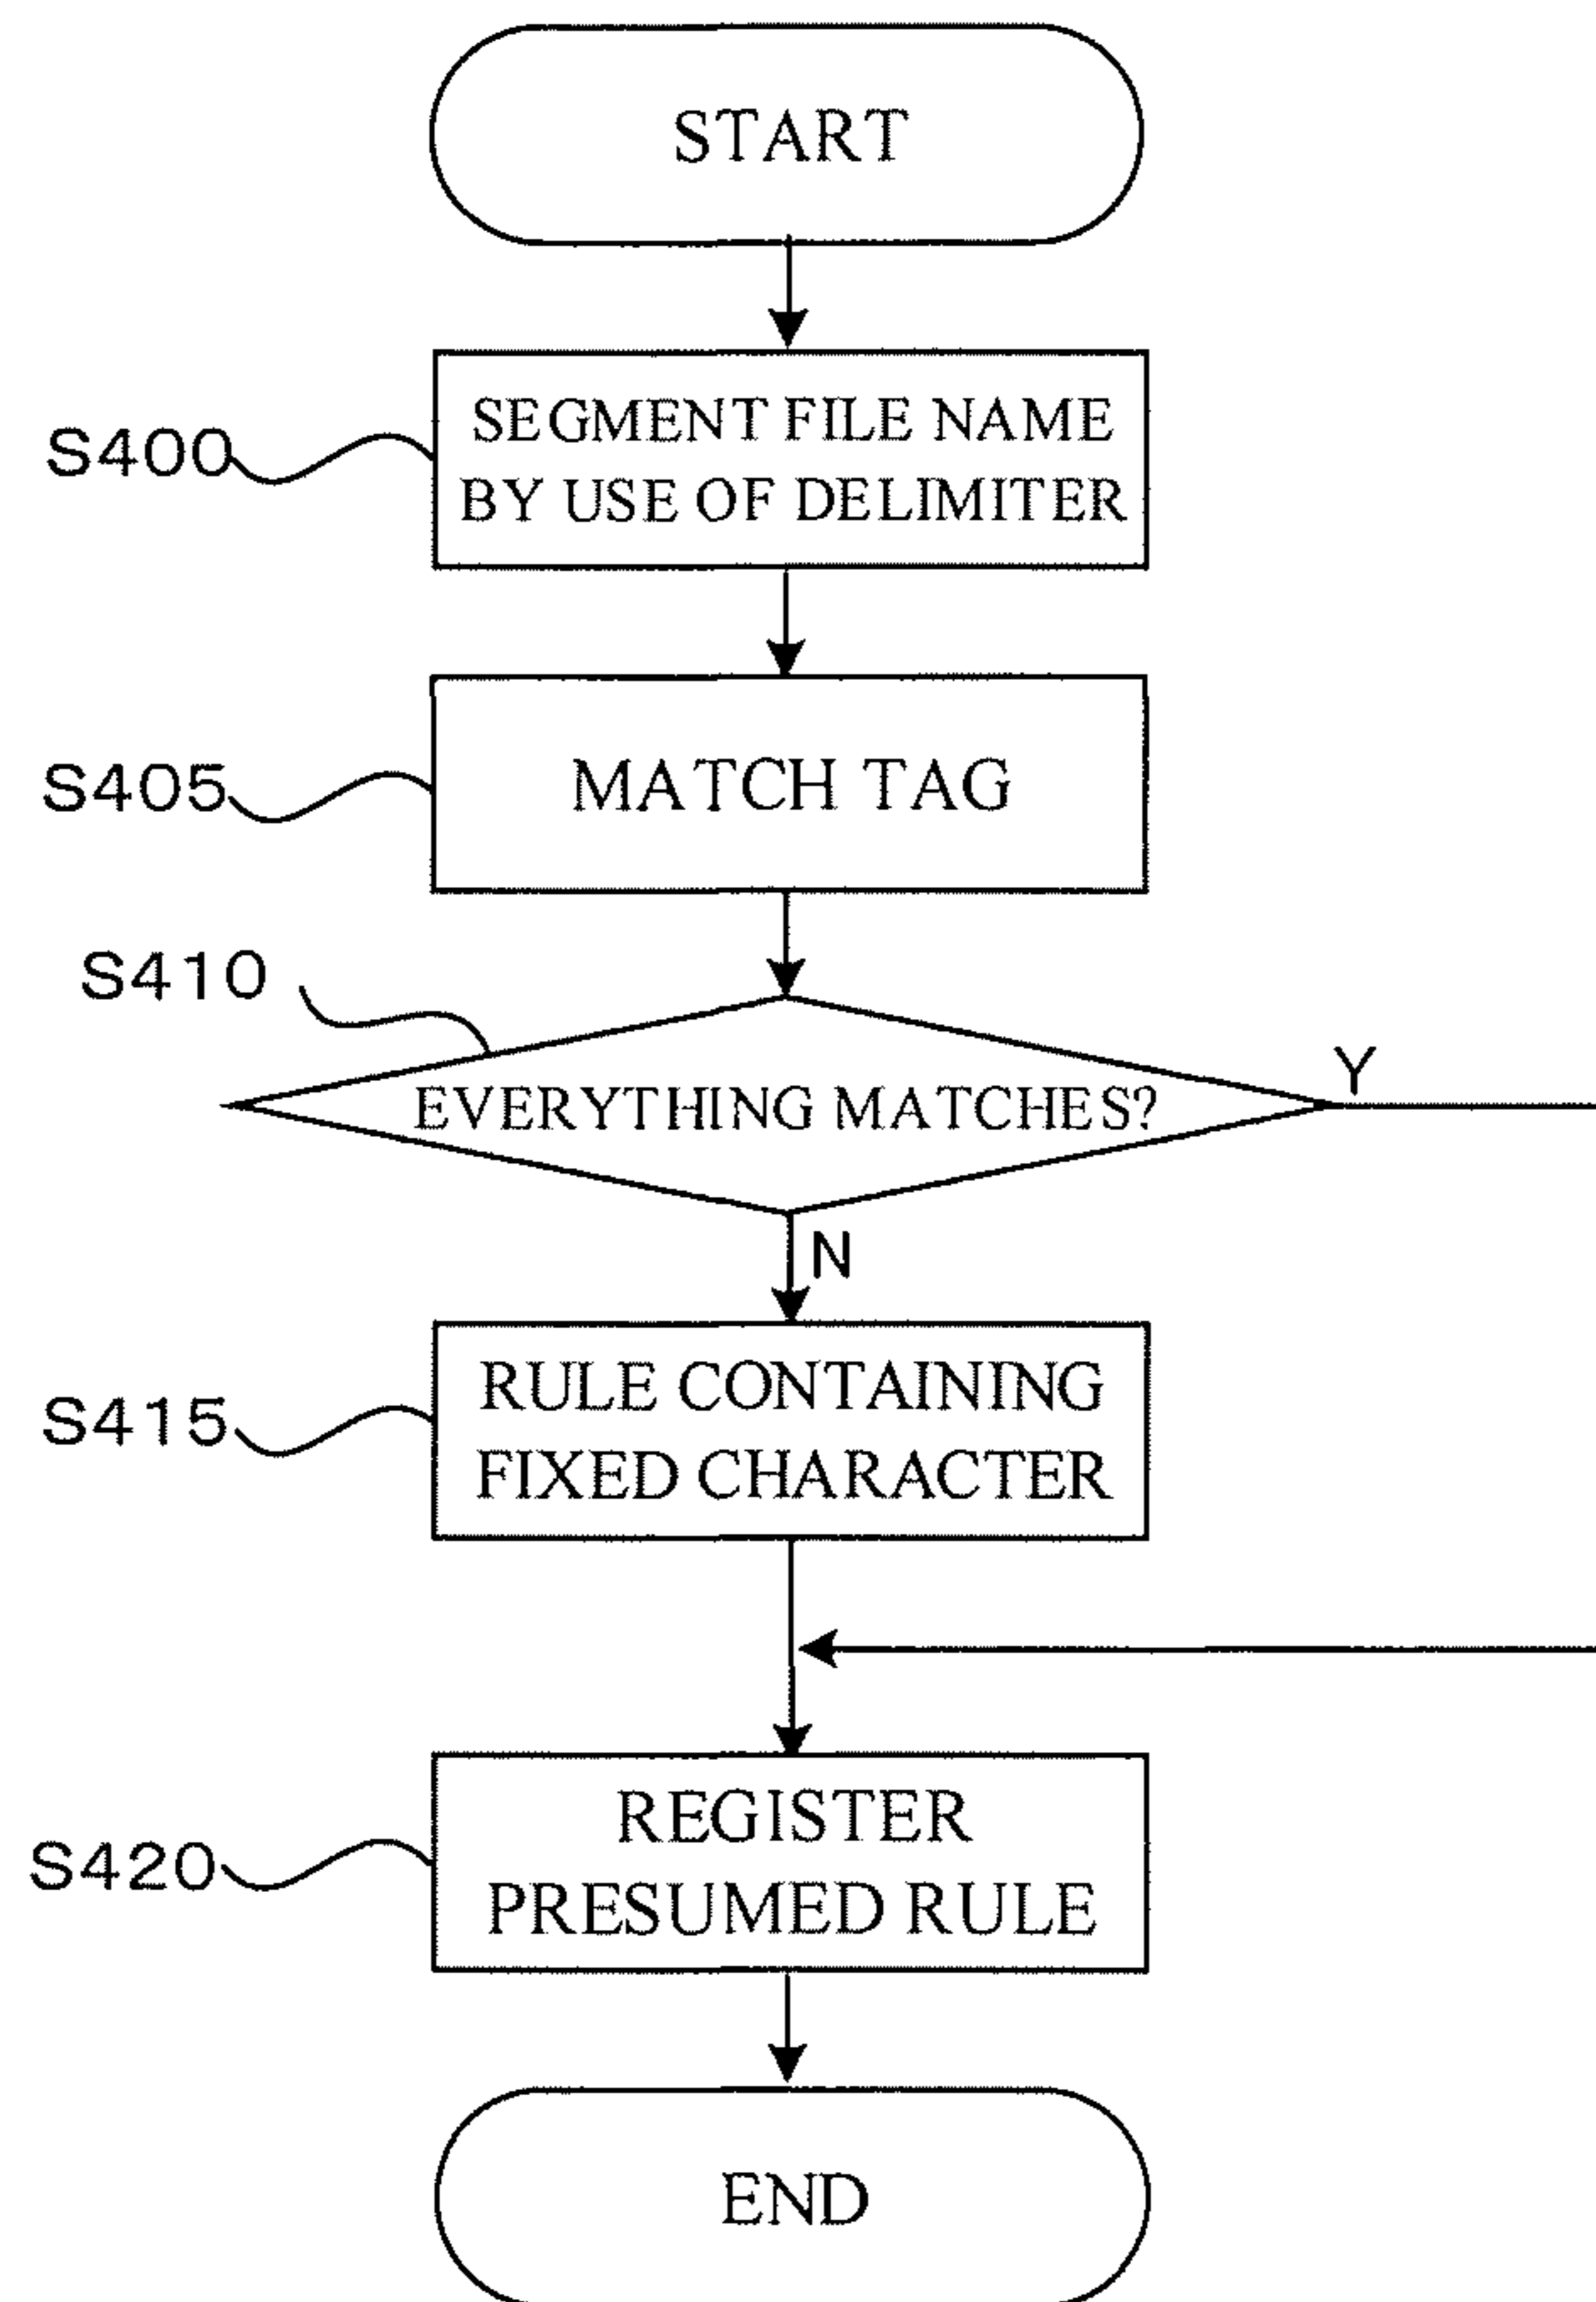 START
S400
SEGMENT FILE NAME
BY USE OF DELIMITER
S405
MATCH TAG
S410
EVERYTHING MATCHES?
Y
N
S415
RULE CONTAINING
FIXED CHARACTER
S420
REGISTER
PRESUMED RULE
END